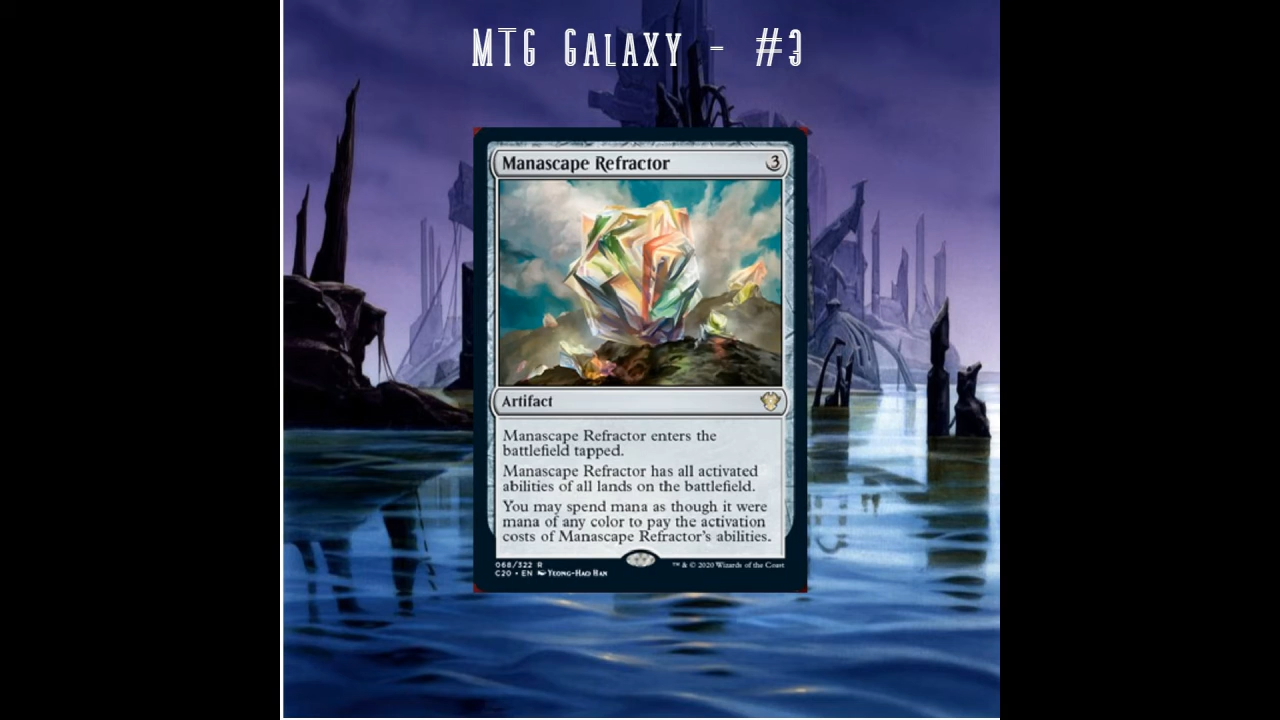 MTG Galaxy - #3
Manascape Refractor 3
Artifact
Manascape Refractor enters the
battlefield tapped.
Manascape Refractor has all activated
abilities of all lands on the battlefield.
You may spend mana as though it were
mana of any color to pay the activation
costs of Manascape Refractor's abilities.
068/322 R
C20 • EN Yeong-Hao Han
™ & © 2020 Wizards of the Coast